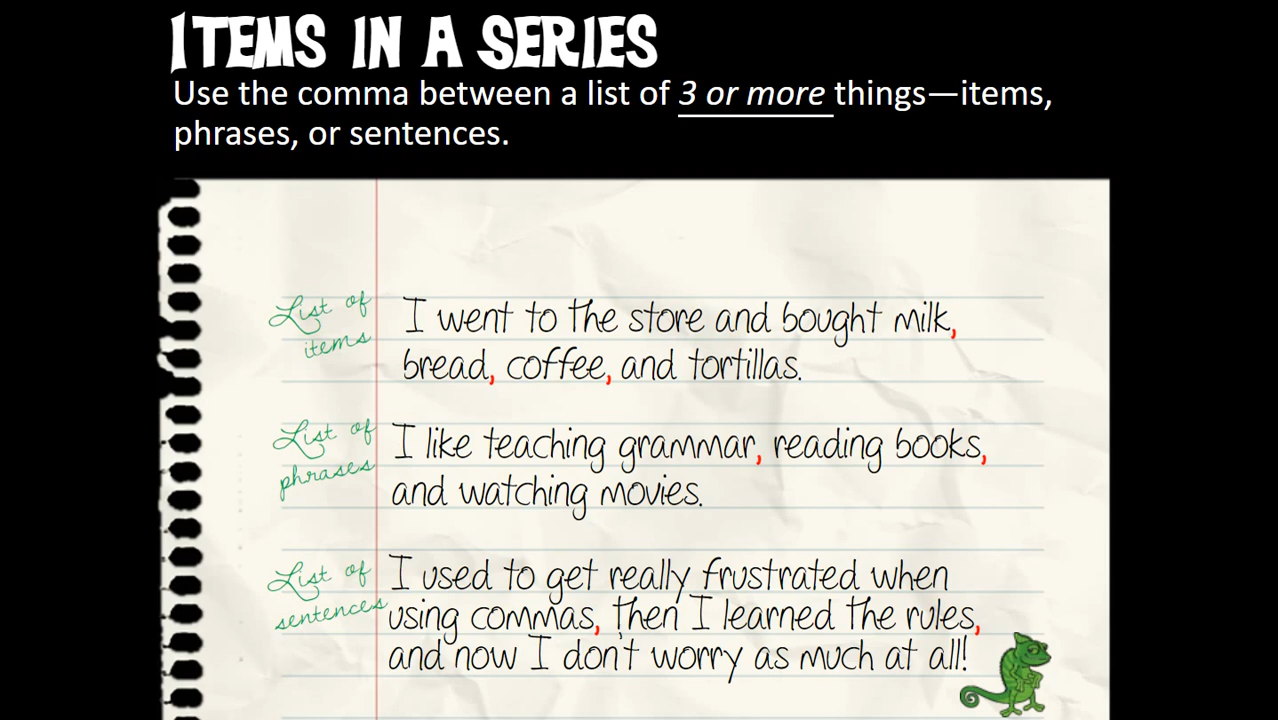 ITEMS IN A SERIES
Use the comma between a list of 3 or more things—items,
phrases, or sentences.
List of
items
I went to the store and bought milk,
bread, coffee, and tortillas.
List of
phrases
I like teaching grammar, reading books,
and watching movies.
List of
sentences
I used to get really frustrated when
using commas, then I learned the rules,
and now I don't worry as much at all!